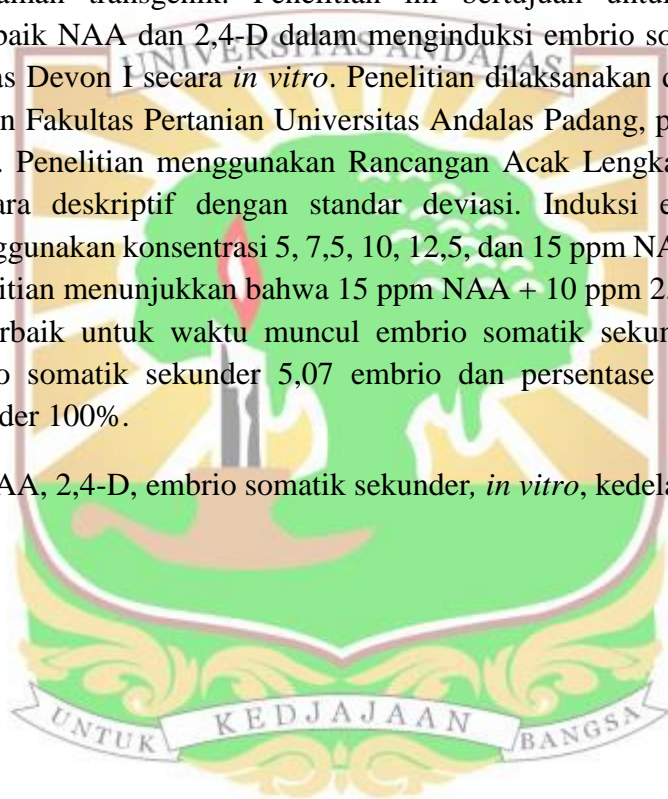 aman transgenik. Penelitian ini bertujuan untu
baik NAA dan 2,4-D dalam menginduksi embrio so
UNIVERSITAS ANDALAS
as Devon I secara in vitro. Penelitian dilaksanakan d
n Fakultas Pertanian Universitas Andalas Padang, p
. Penelitian menggunakan Rancangan Acak Lengka
ara deskriptif dengan standar deviasi. Induksi e
ggunakan konsentrasi 5, 7,5, 10, 12,5, dan 15 ppm NA
itian menunjukkan bahwa 15 ppm NAA + 10 ppm 2,
erbaik untuk waktu muncul embrio somatik sekun
o somatik sekunder 5,07 embrio dan persentase
der 100%.
AA, 2,4-D, embrio somatik sekunder, in vitro, kedela
UNTUK KEDJAJAAN BANGSA